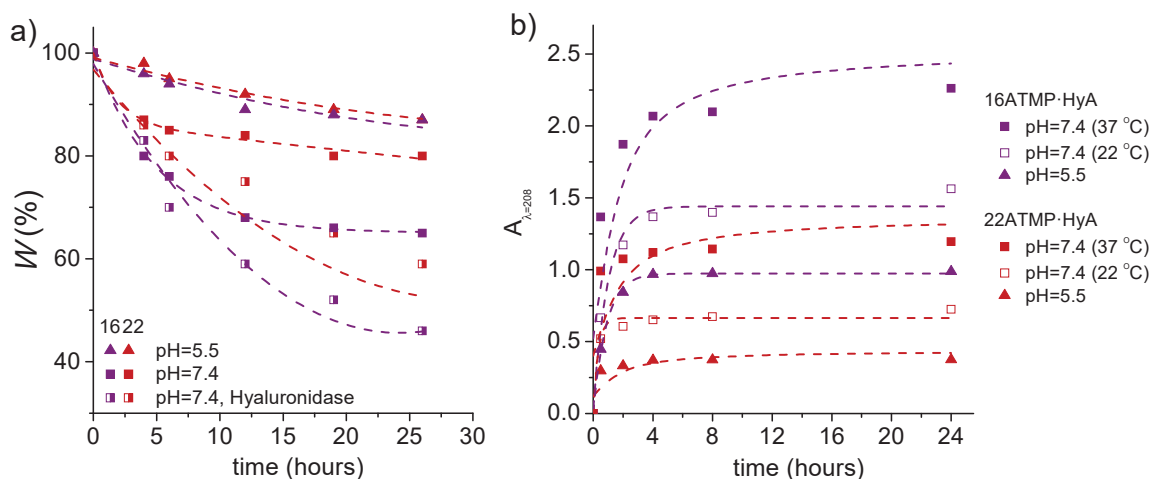 a)
W (%)
100
80
60
40
0
5
10
15
20
25
30
time (hours)
16 22
pH=5.5
pH=7.4
pH=7.4, Hyaluronidase
b)
A λ=208
2.5
2.0
1.5
1.0
0.5
0.0
0
4
8
12
16
20
24
time (hours)
16ATMP·HyA
pH=7.4 (37 °C)
pH=7.4 (22 °C)
pH=5.5
22ATMP·HyA
pH=7.4 (37 °C)
pH=7.4 (22 °C)
pH=5.5